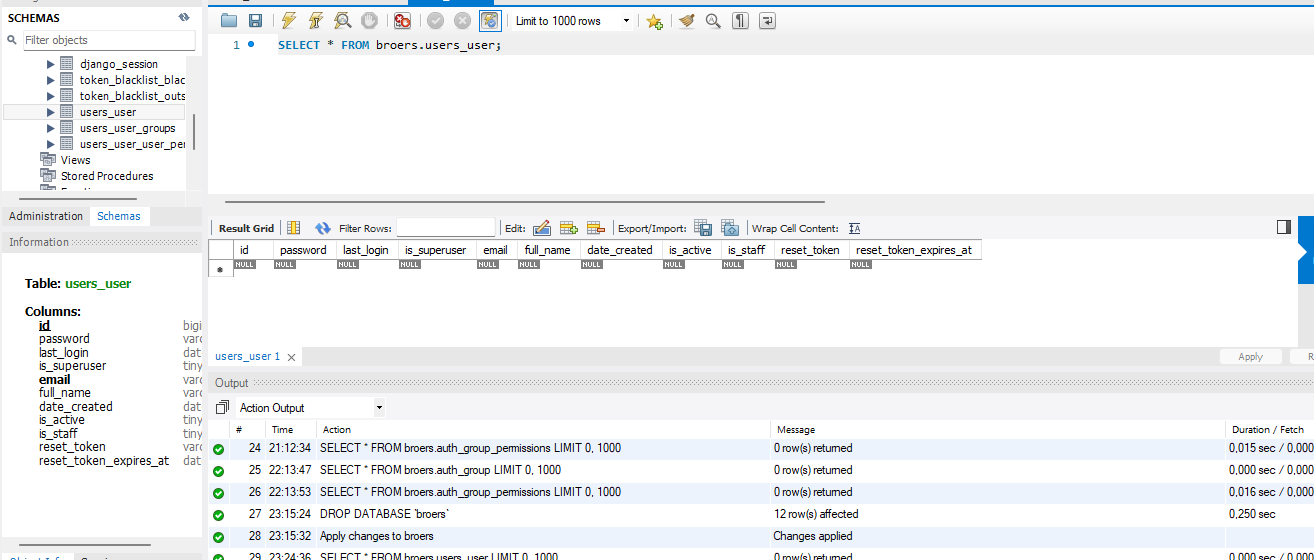 SCHEMAS
Filter objects
django_session
token_blacklist_blac
token_blacklist_outs
users_user
users_user_groups
users_user_user_per
Views
Stored Procedures
Administration Schemas
Information
Table: users_user
Columns:
id bigi
password varc
last_login dat
is_superuser tiny
email varc
full_name varc
date_created dat
is_active tiny
is_staff tiny
reset_token varc
reset_token_expires_at dat
Limit to 1000 rows
1 SELECT * FROM broers.users_user;
Result Grid Filter Rows: Edit: Export/Import: Wrap Cell Content:
id password last_login is_superuser email full_name date_created is_active is_staff reset_token reset_token_expires_at
NULL NULL NULL NULL NULL NULL NULL NULL NULL NULL NULL
users_user 1 Apply R
Output
Action Output
# Time Action Message Duration / Fetch
24 21:12:34 SELECT * FROM broers.auth_group_permissions LIMIT 0, 1000 0 row(s) returned 0,015 sec / 0,000
25 22:13:47 SELECT * FROM broers.auth_group LIMIT 0, 1000 0 row(s) returned 0,000 sec / 0,000
26 22:13:53 SELECT * FROM broers.auth_group_permissions LIMIT 0, 1000 0 row(s) returned 0,016 sec / 0,000
27 23:15:24 DROP DATABASE `broers` 12 row(s) affected 0,250 sec
28 23:15:32 Apply changes to broers Changes applied
29 23:24:36 SELECT * FROM broers.users_user LIMIT 0, 1000 0 row(s) returned 0,000 sec / 0,000